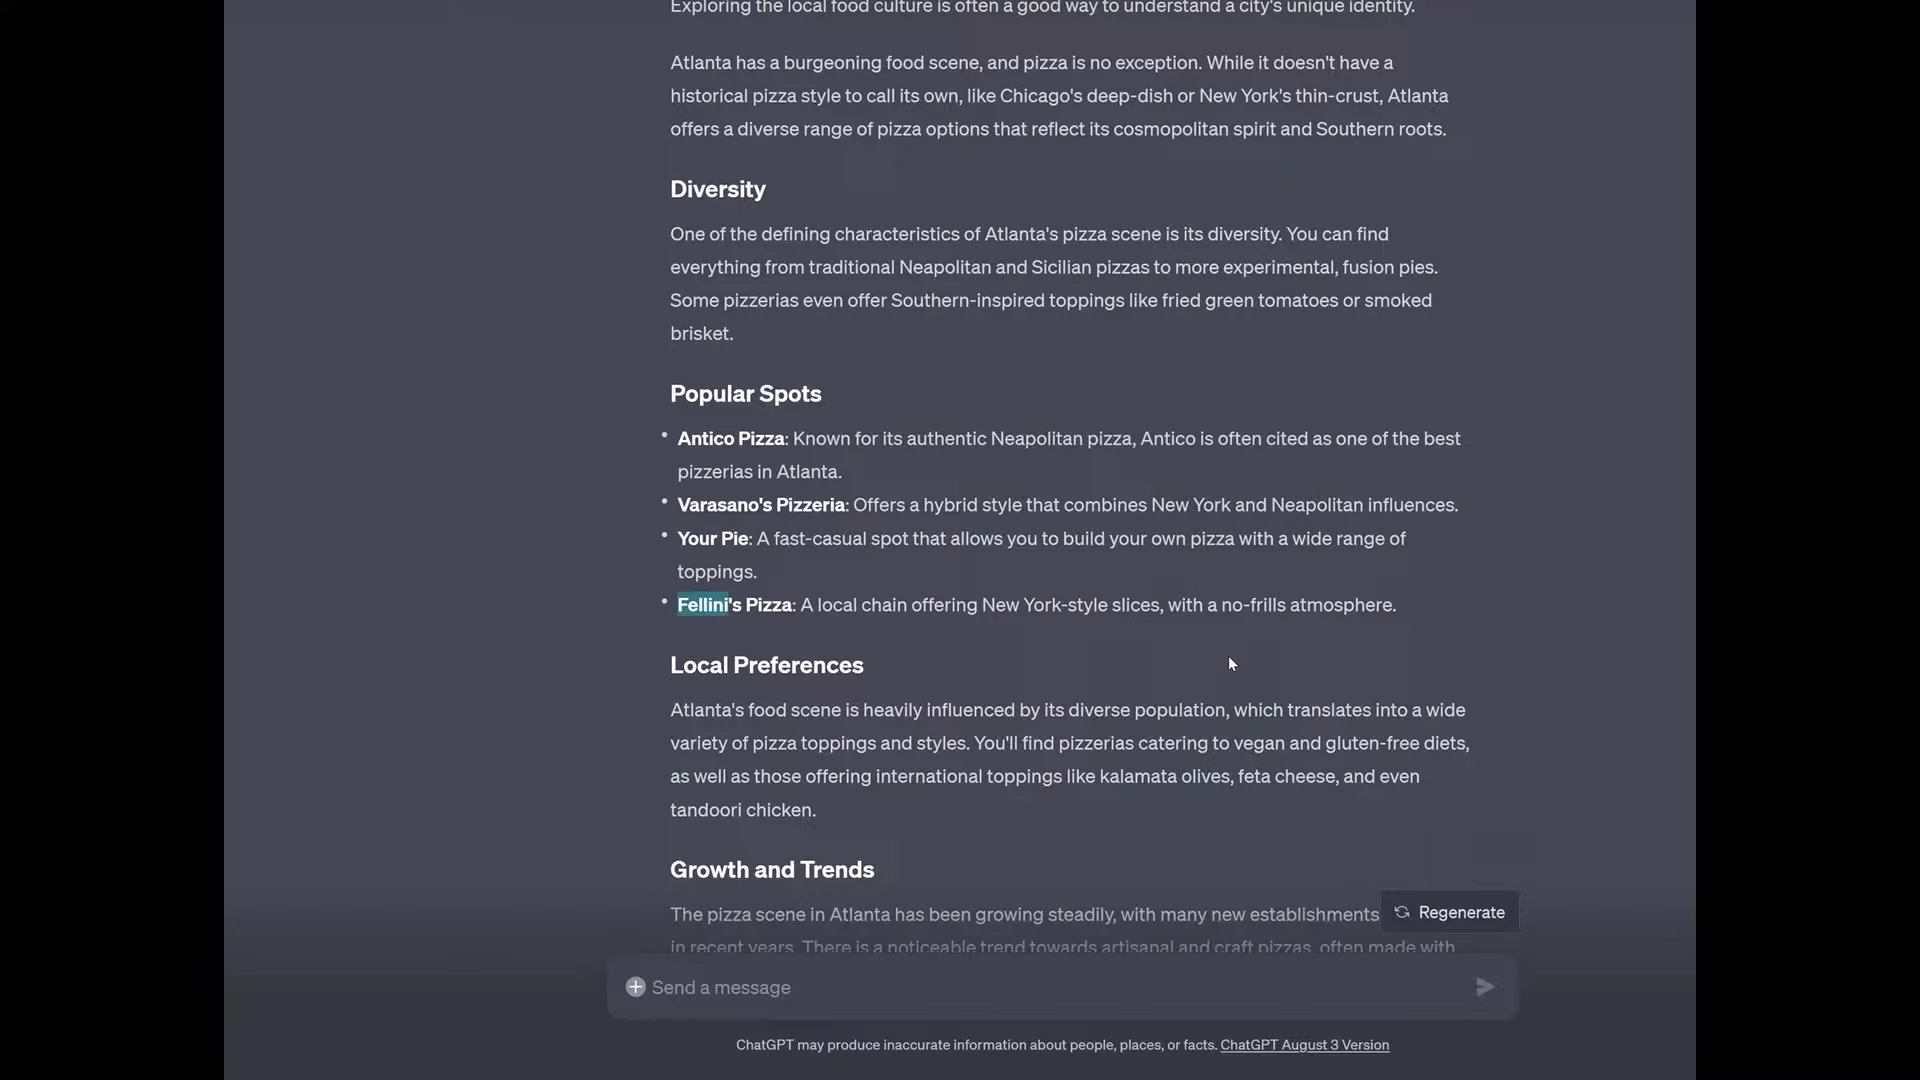 Exploring the local food culture is often a good way to understand a city's unique identity.
Atlanta has a burgeoning food scene, and pizza is no exception. While it doesn't have a
historical pizza style to call its own, like Chicago's deep-dish or New York's thin-crust, Atlanta
offers a diverse range of pizza options that reflect its cosmopolitan spirit and Southern roots.
Diversity
One of the defining characteristics of Atlanta's pizza scene is its diversity. You can find
everything from traditional Neapolitan and Sicilian pizzas to more experimental, fusion pies.
Some pizzerias even offer Southern-inspired toppings like fried green tomatoes or smoked
brisket.
Popular Spots
• Antico Pizza: Known for its authentic Neapolitan pizza, Antico is often cited as one of the best
pizzerias in Atlanta.
• Varasano's Pizzeria: Offers a hybrid style that combines New York and Neapolitan influences.
• Your Pie: A fast-casual spot that allows you to build your own pizza with a wide range of
toppings.
• Fellini's Pizza: A local chain offering New York-style slices, with a no-frills atmosphere.
Local Preferences
Atlanta's food scene is heavily influenced by its diverse population, which translates into a wide
variety of pizza toppings and styles. You'll find pizzerias catering to vegan and gluten-free diets,
as well as those offering international toppings like kalamata olives, feta cheese, and even
tandoori chicken.
Growth and Trends
The pizza scene in Atlanta has been growing steadily, with many new establishments
Regenerate
in recent years. There is a noticeable trend towards artisanal and craft pizzas, often made with
Send a message
ChatGPT may produce inaccurate information about people, places, or facts. ChatGPT August 3 Version